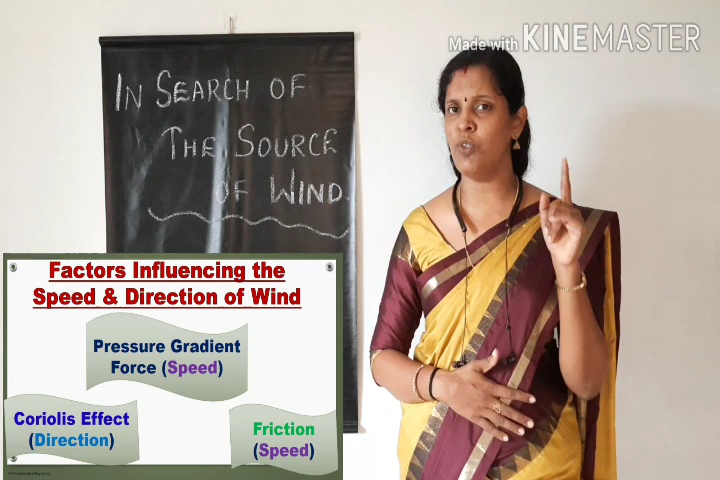 Made with KINEMASTER
IN SEARCH OF
THE SOURCE
OF WIND
Factors Influencing the
Speed & Direction of Wind
Pressure Gradient
Force (Speed)
Coriolis Effect
(Direction)
Friction
(Speed)